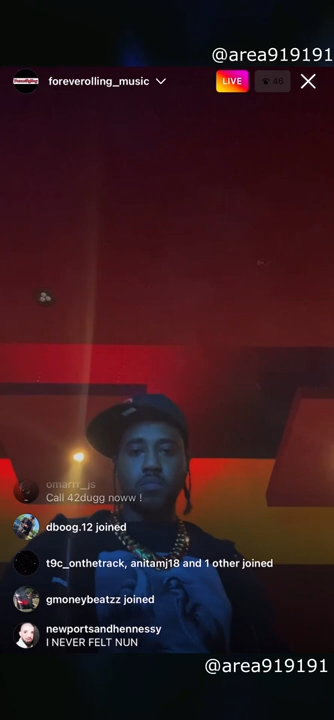 @area919191
foreverolling_music
LIVE
46
omarrr_js
Call 42dugg noww !
dboog.12 joined
t9c_onthetrack, anitamj18 and 1 other joined
gmoneybeatzz joined
newportsandhennessy
I NEVER FELT NUN
@area919191